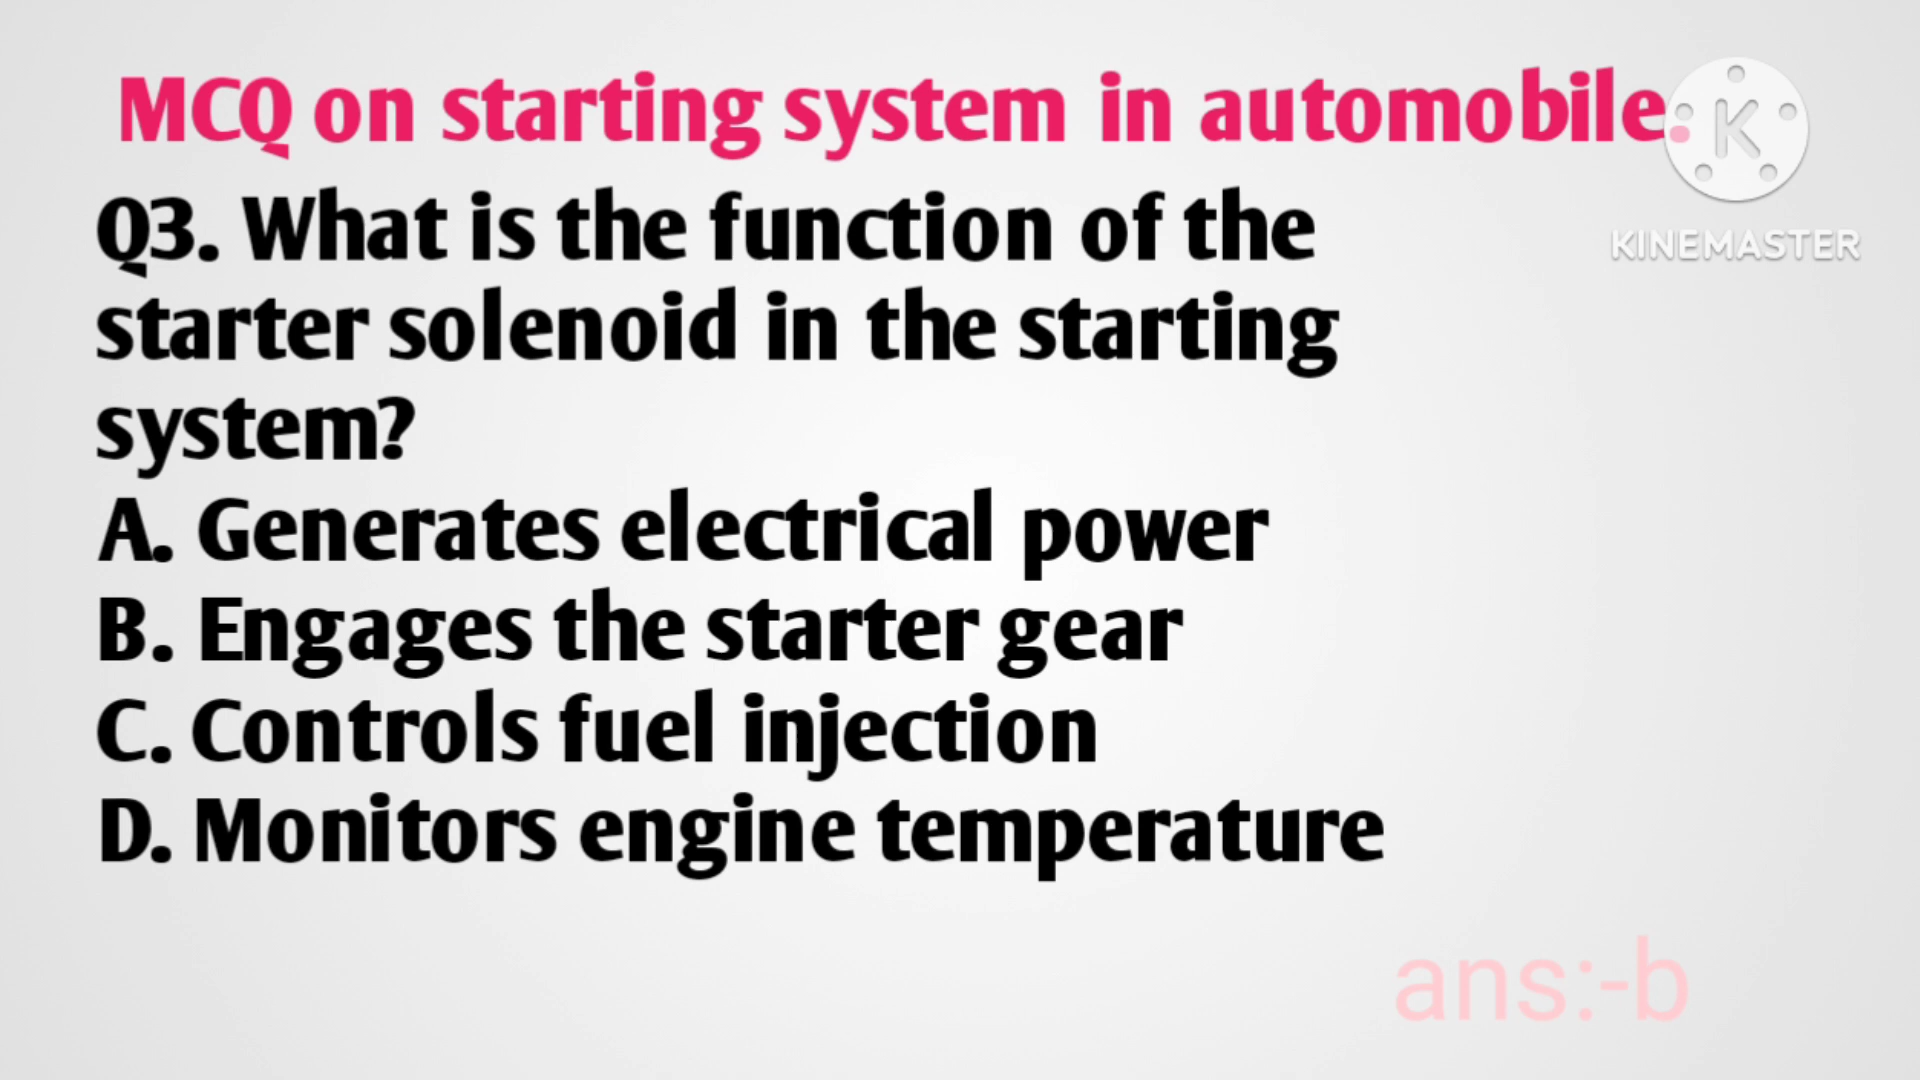 MCQ on starting system in automobile.
K
KINEMASTER
Q3. What is the function of the
starter solenoid in the starting
system?
A. Generates electrical power
B. Engages the starter gear
C. Controls fuel injection
D. Monitors engine temperature
ans:-b